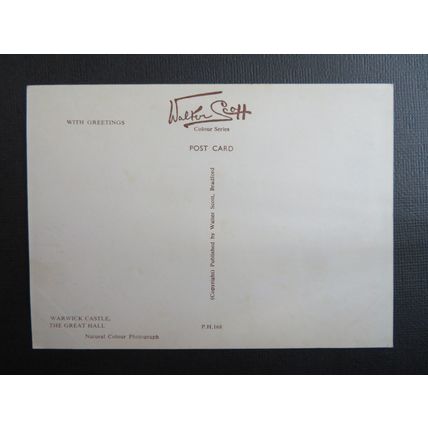 Walter Scott
Colour Series
WITH GREETINGS
POST CARD
(Copyright) Published by Walter Scott, Bradford
WARWICK CASTLE,
THE GREAT HALL
Natural Colour Photograph
P.H.168